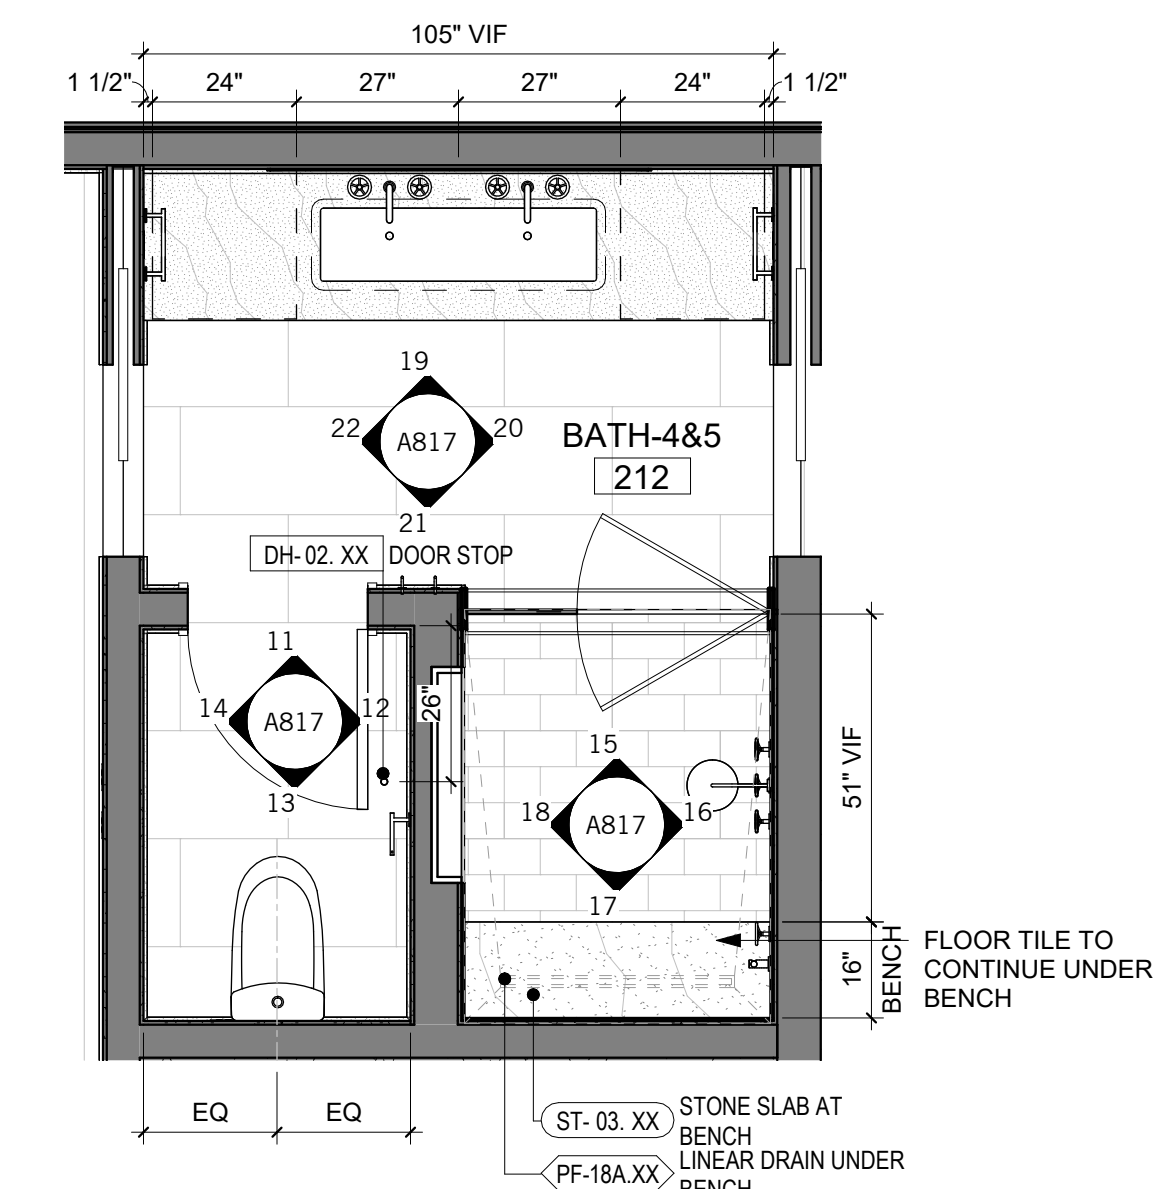 105" VIF
1 1/2" 24" 27" 27" 24" 1 1/2"
19
22 A817 20
21
BATH-4&5
212
DH- 02. XX DOOR STOP
11
14 A817 12
13
26"
15
18 A817 16
17
51" VIF
16"
BENCH
FLOOR TILE TO
CONTINUE UNDER
BENCH
EQ EQ
ST- 03. XX STONE SLAB AT
BENCH
PF-18A.XX LINEAR DRAIN UNDER
BENCH